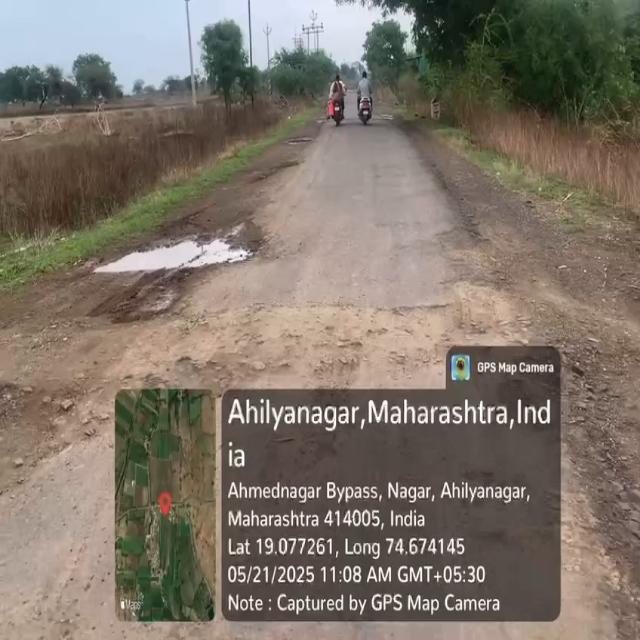 GPS Map Camera
Ahilyanagar,Maharashtra,Ind
ia
Ahmednagar Bypass, Nagar, Ahilyanagar,
Maharashtra 414005, India
Lat 19.077261, Long 74.674145
05/21/2025 11:08 AM GMT+05:30
Note : Captured by GPS Map Camera
Maps